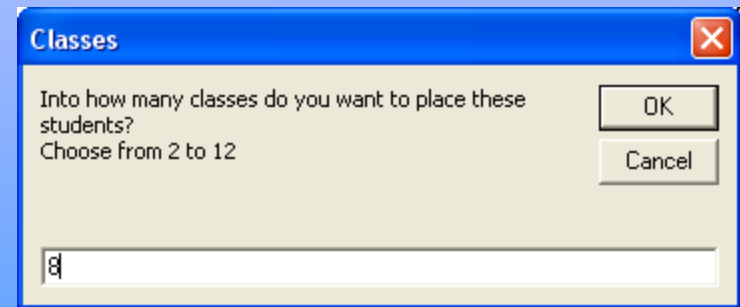 Classes
Into how many classes do you want to place these
students?
Choose from 2 to 12
OK
Cancel
8